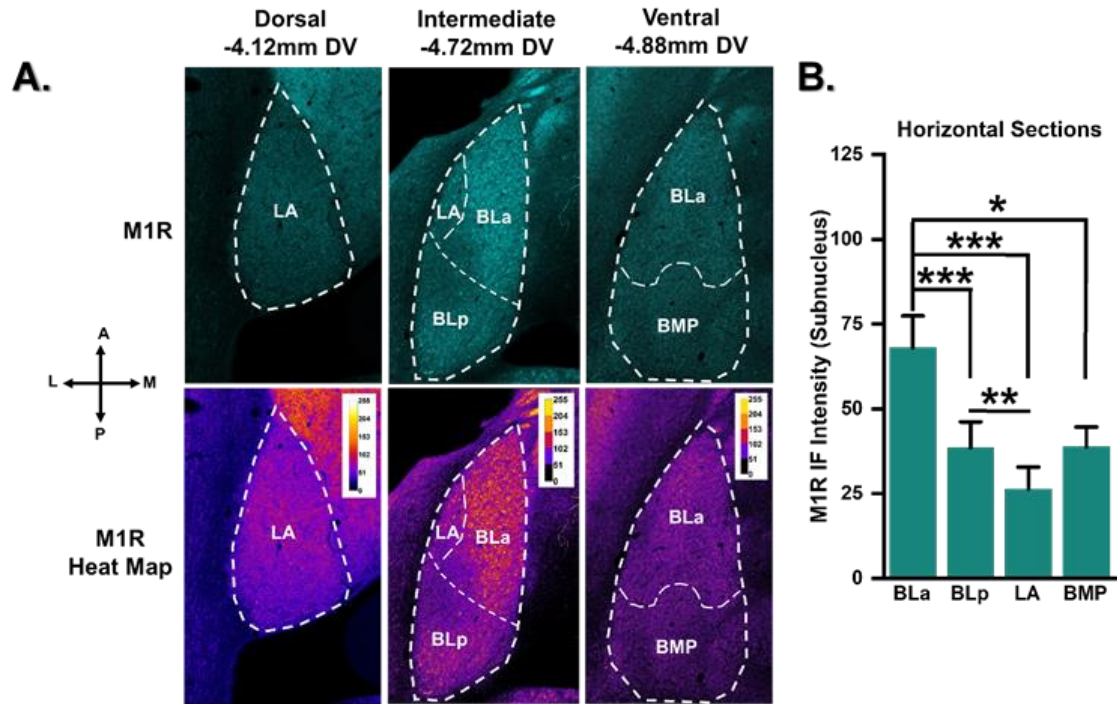 Dorsal
-4.12mm DV
Intermediate
-4.72mm DV
Ventral
-4.88mm DV
A.
M1R
LA
LA
BLa
BLp
BLa
BMP
A
L
M
P
M1R
Heat Map
LA
255
204
153
102
51
0
LA
BLa
BLp
255
204
153
102
51
0
BLa
BMP
255
204
153
102
51
0
B.
Horizontal Sections
M1R IF Intensity (Subnucleus)
125
100
75
50
25
0
*
***
***
**
BLa
BLp
LA
BMP